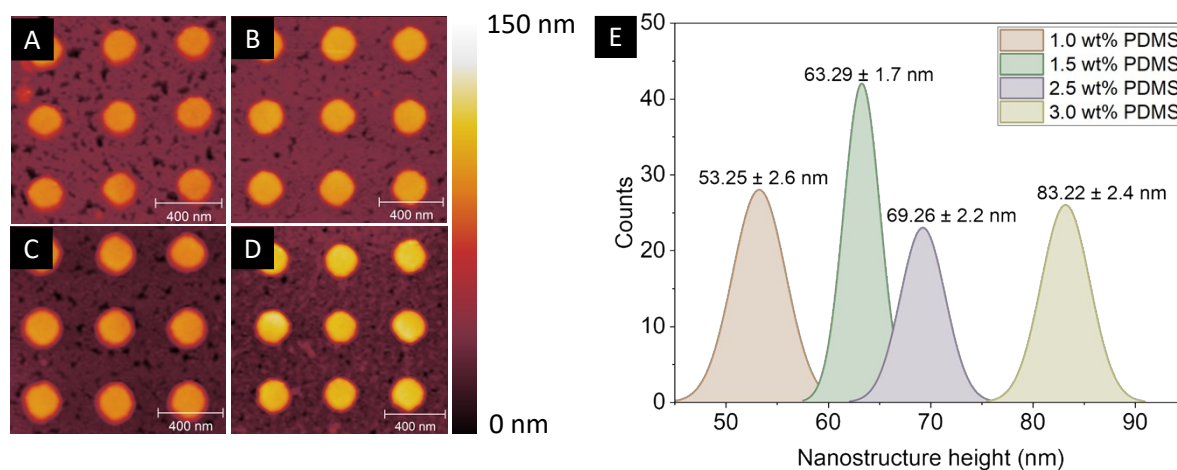 A
B
400 nm
400 nm
C
D
400 nm
400 nm
150 nm
0 nm
E
50
40
30
20
10
0
Counts
53.25 ± 2.6 nm
63.29 ± 1.7 nm
69.26 ± 2.2 nm
83.22 ± 2.4 nm
1.0 wt% PDMS
1.5 wt% PDMS
2.5 wt% PDMS
3.0 wt% PDMS
50
60
70
80
90
Nanostructure height (nm)